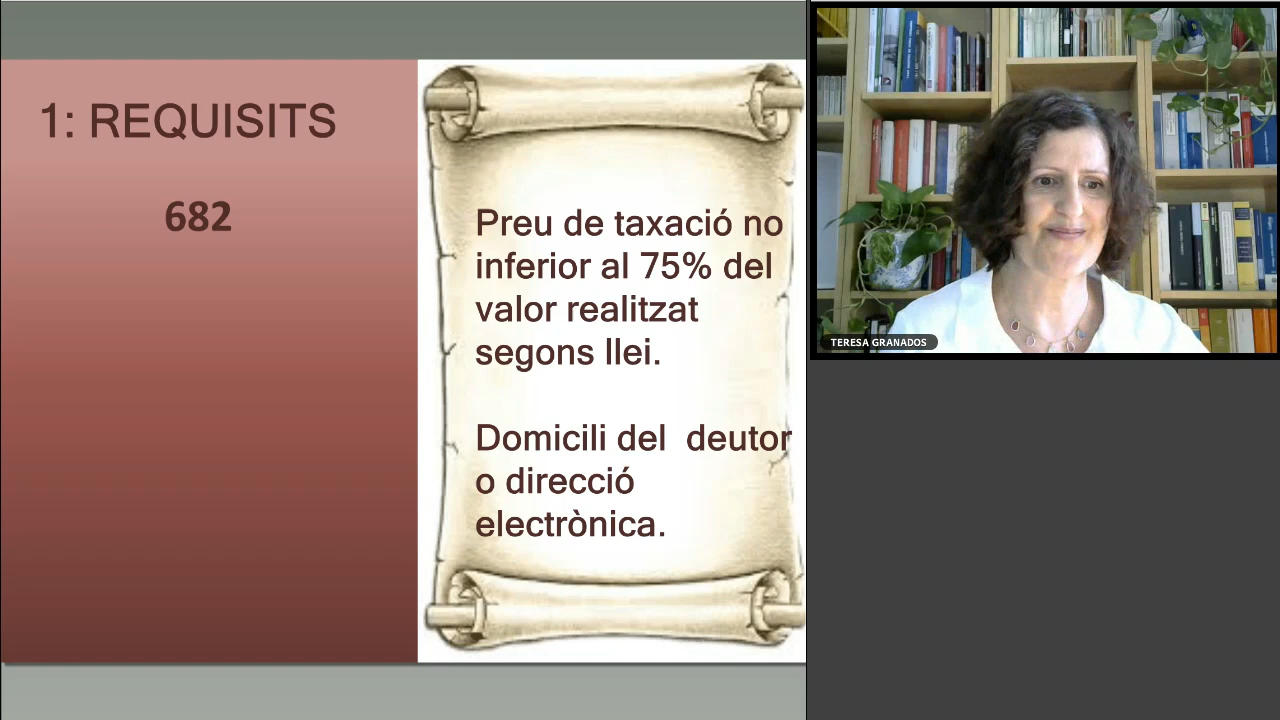 1: REQUISITS
682
Preu de taxació no
inferior al 75% del
valor realitzat
segons llei.
Domicili del  deutor
o direcció
electrònica.
TERESA GRANADOS